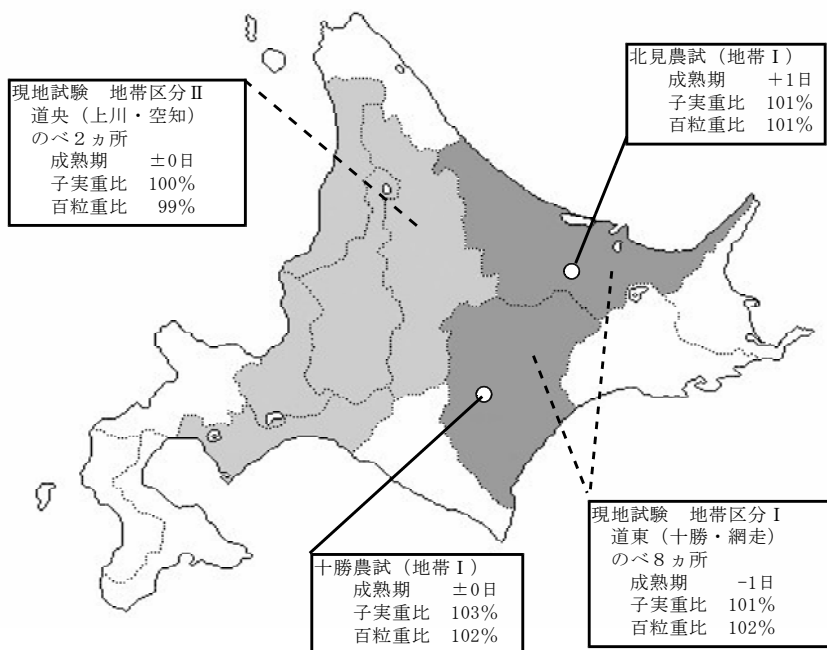 現地試験 地帯区分Ⅱ
道央（上川・空知）
のべ２ヵ所
成熟期 ±0日
子実重比 100%
百粒重比 99%
北見農試（地帯Ⅰ）
成熟期 +1日
子実重比 101%
百粒重比 101%
十勝農試（地帯Ⅰ）
成熟期 ±0日
子実重比 103%
百粒重比 102%
現地試験 地帯区分Ⅰ
道東（十勝・網走）
のべ８ヵ所
成熟期 -1日
子実重比 101%
百粒重比 102%